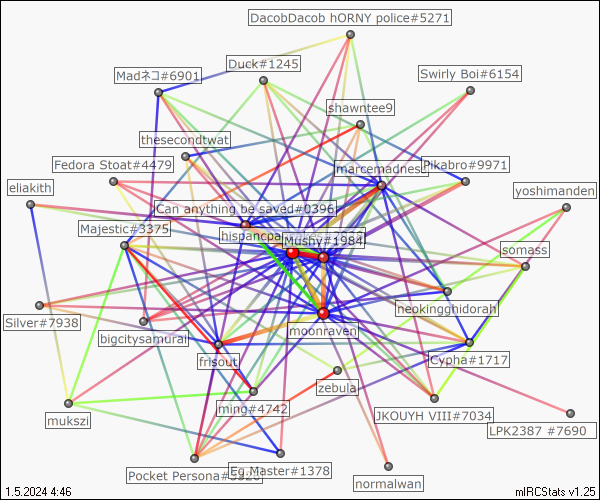 DacobDacob hORNY police#5271
Duck#1245
Madネコ#6901
Swirly Boi#6154
shawntee9
thesecondtwat
Fedora Stoat#4479
marcemadness
Pikabro#9971
eliakith
yoshimanden
Can anything be saved#0396
Majestic#3375
Mushy#1984
somass
neokingghidorah
Silver#7938
bigcitysamurai
moonraven
frisout
Cypha#1717
zebula
ming#4742
mukszi
JKOUYH VIII#7034
LPK2387 #7690
Eg.Master#1378
Pocket Persona
normalwan
1.5.2024 4:46
mIRCStats v1.25